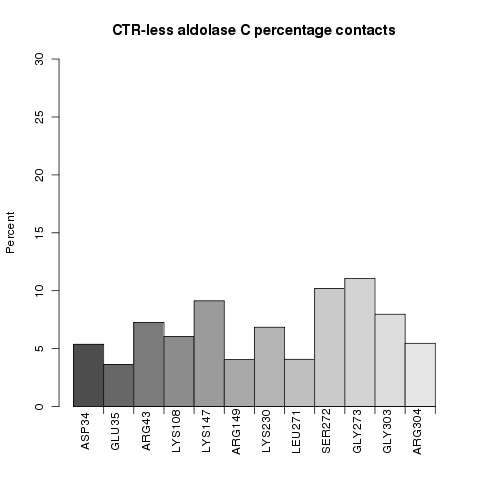 CTR-less aldolase C percentage contacts
Percent
30
25
20
15
10
5
0
ASP34
GLU35
ARG43
LYS108
LYS147
ARG149
LYS230
LEU271
SER272
GLY273
GLY303
ARG304